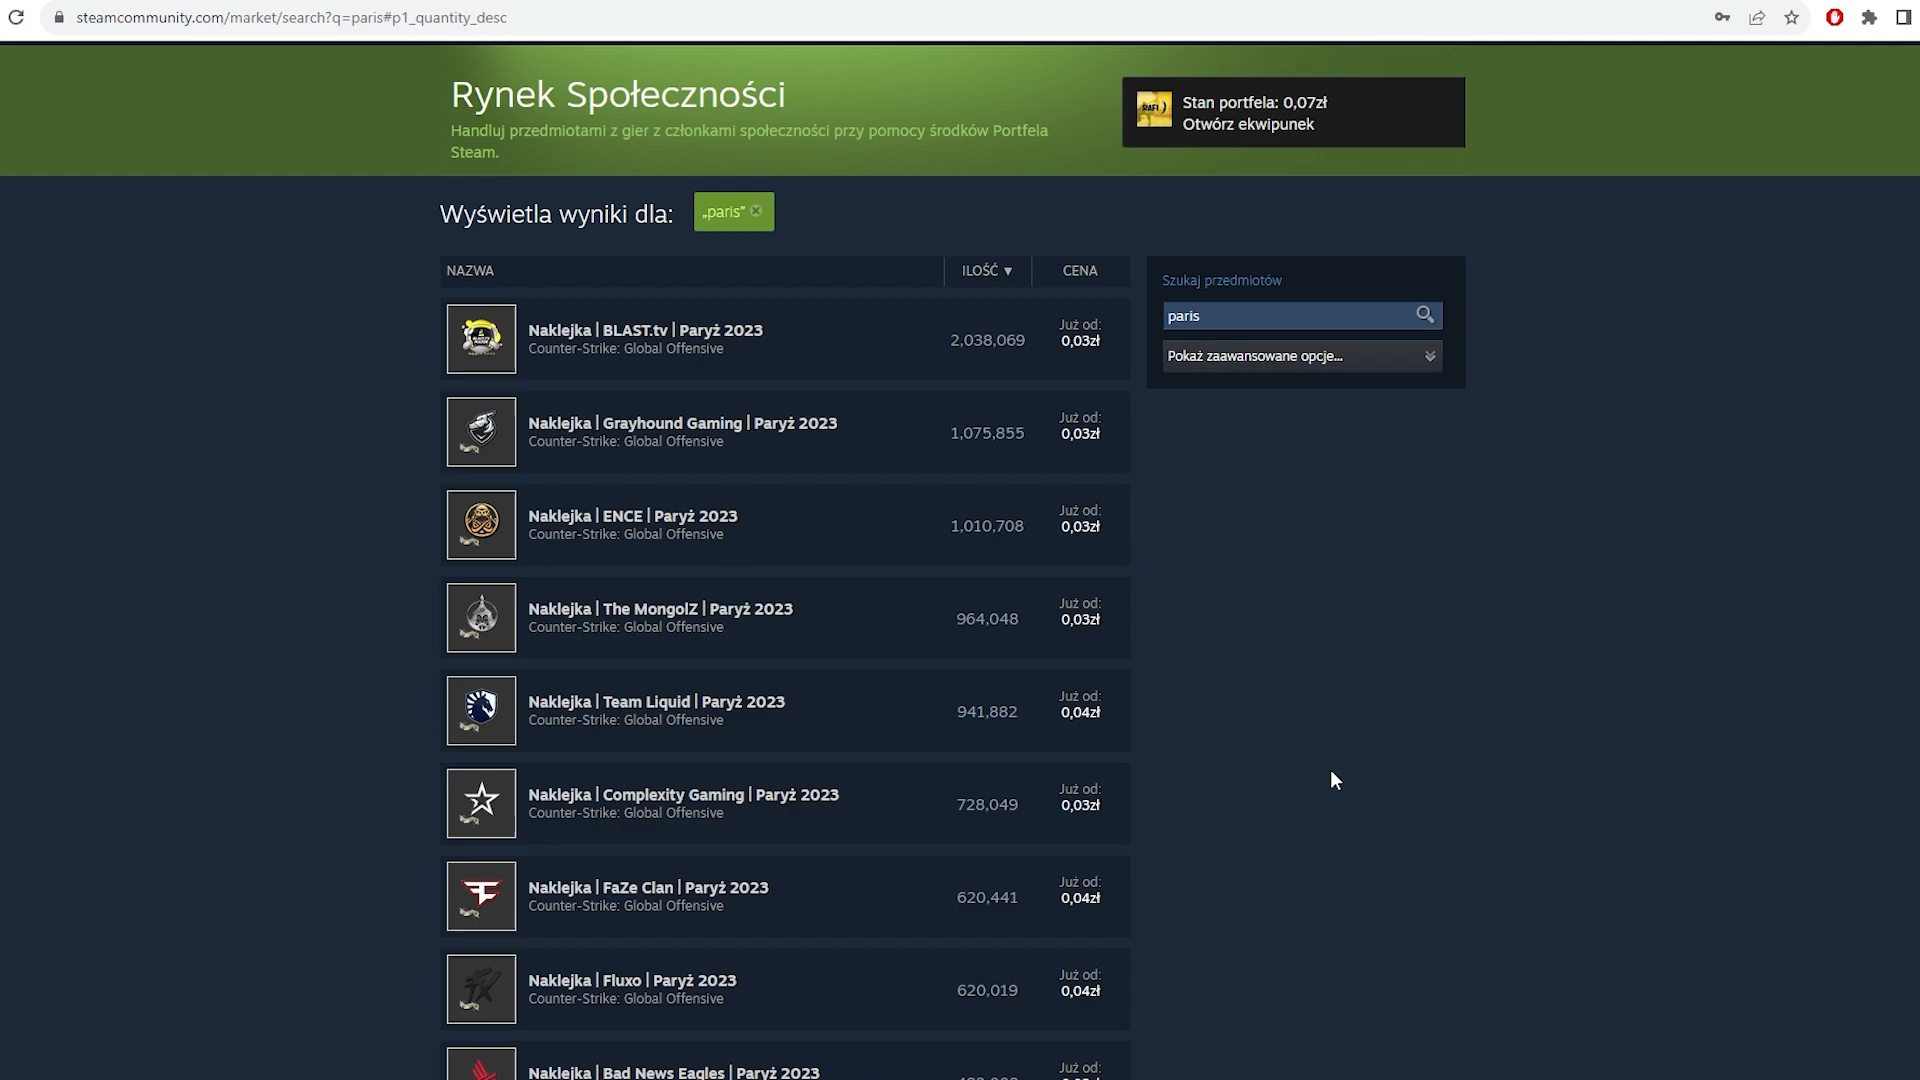 steamcommunity.com/market/search?q=paris#p1_quantity_desc
Rynek Społeczności
Handluj przedmiotami z gier z członkami społeczności przy pomocy środków Portfela
Steam.
RAFI )
Stan portfela: 0,07zł
Otwórz ekwipunek
Wyświetla wyniki dla:
„paris”
NAZWA
ILOŚĆ ▼
CENA
Naklejka | BLAST.tv | Paryż 2023
Counter-Strike: Global Offensive
2,038,069
Już od:
0,03zł
Naklejka | Grayhound Gaming | Paryż 2023
Counter-Strike: Global Offensive
1,075,855
Już od:
0,03zł
Naklejka | ENCE | Paryż 2023
Counter-Strike: Global Offensive
1,010,708
Już od:
0,03zł
Naklejka | The MongolZ | Paryż 2023
Counter-Strike: Global Offensive
964,048
Już od:
0,03zł
Naklejka | Team Liquid | Paryż 2023
Counter-Strike: Global Offensive
941,882
Już od:
0,04zł
Naklejka | Complexity Gaming | Paryż 2023
Counter-Strike: Global Offensive
728,049
Już od:
0,03zł
Naklejka | FaZe Clan | Paryż 2023
Counter-Strike: Global Offensive
620,441
Już od:
0,04zł
Naklejka | Fluxo | Paryż 2023
Counter-Strike: Global Offensive
620,019
Już od:
0,04zł
Naklejka | Bad News Eagles | Paryż 2023
Już od:
Szukaj przedmiotów
paris
Pokaż zaawansowane opcje...